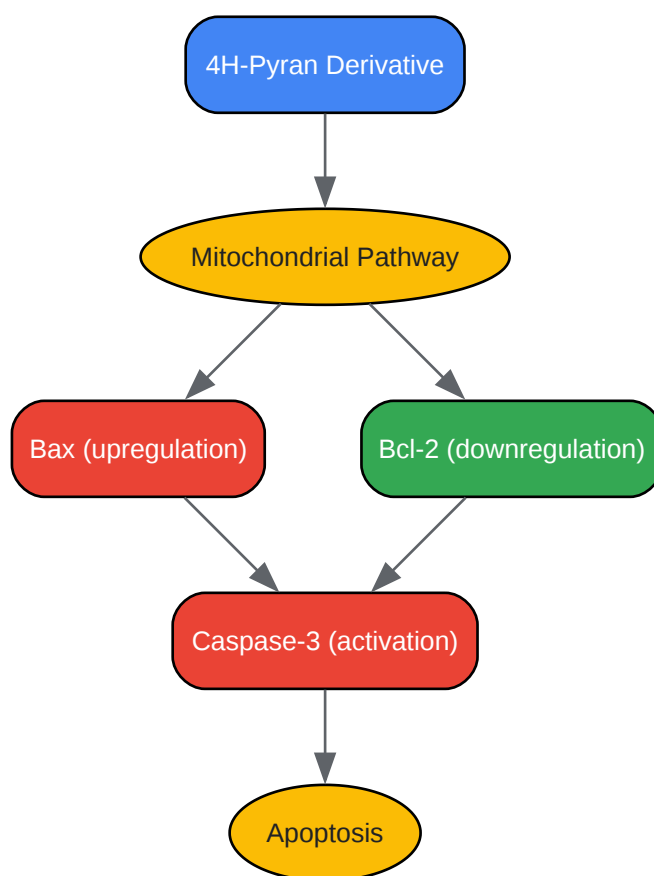 4H-Pyran Derivative
Mitochondrial Pathway
Bax (upregulation)
Bcl-2 (downregulation)
Caspase-3 (activation)
Apoptosis